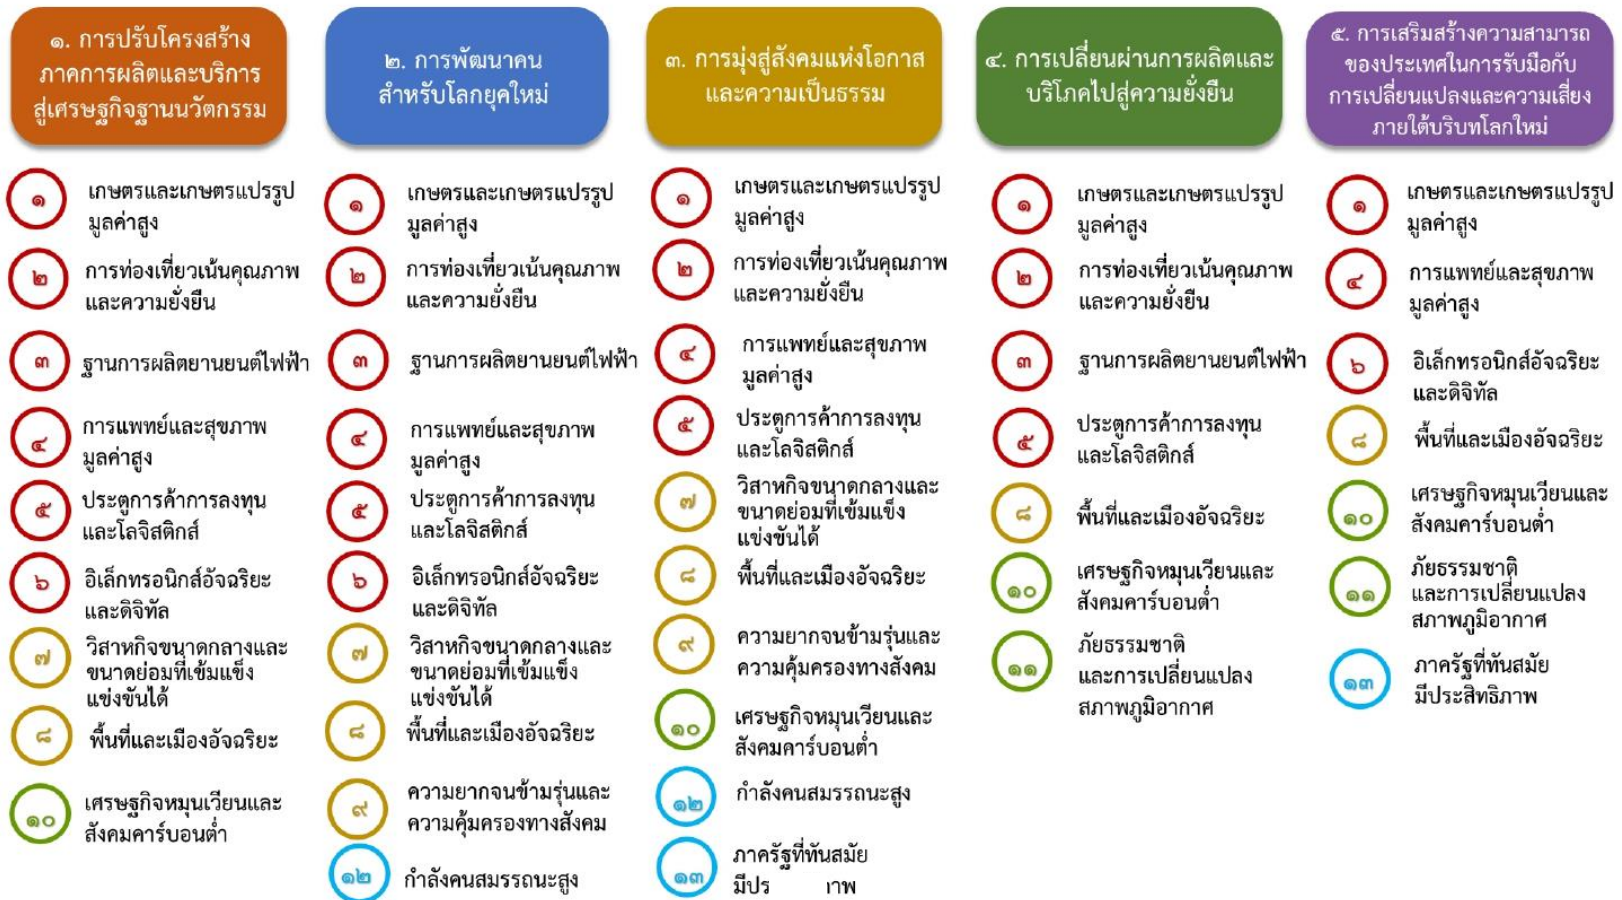 ๑. การปรับโครงสร้าง
ภาคการผลิตและบริการ
สู่เศรษฐกิจฐานนวัตกรรม
๑
เกษตรและเกษตรแปรรูป
มูลค่าสูง
๒
การท่องเที่ยวเน้นคุณภาพ
และความยั่งยืน
๓
ฐานการผลิตยานยนต์ไฟฟ้า
๔
การแพทย์และสุขภาพ
มูลค่าสูง
๕
ประตูการค้าการลงทุน
และโลจิสติกส์
๖
อิเล็กทรอนิกส์อัจฉริยะ
และดิจิทัล
๗
วิสาหกิจขนาดกลางและ
ขนาดย่อมที่เข้มแข็ง
แข่งขันได้
๘
พื้นที่และเมืองอัจฉริยะ
๑๐
เศรษฐกิจหมุนเวียนและ
สังคมคาร์บอนต่ำ
๒. การพัฒนาคน
สำหรับโลกยุคใหม่
๑
เกษตรและเกษตรแปรรูป
มูลค่าสูง
๒
การท่องเที่ยวเน้นคุณภาพ
และความยั่งยืน
๓
ฐานการผลิตยานยนต์ไฟฟ้า
๔
การแพทย์และสุขภาพ
มูลค่าสูง
๕
ประตูการค้าการลงทุน
และโลจิสติกส์
๖
อิเล็กทรอนิกส์อัจฉริยะ
และดิจิทัล
๗
วิสาหกิจขนาดกลางและ
ขนาดย่อมที่เข้มแข็ง
แข่งขันได้
๘
พื้นที่และเมืองอัจฉริยะ
๙
ความยากจนข้ามรุ่นและ
ความคุ้มครองทางสังคม
๑๒
กำลังคนสมรรถนะสูง
๓. การมุ่งสู่สังคมแห่งโอกาส
และความเป็นธรรม
๑
เกษตรและเกษตรแปรรูป
มูลค่าสูง
๒
การท่องเที่ยวเน้นคุณภาพ
และความยั่งยืน
๔
การแพทย์และสุขภาพ
มูลค่าสูง
๕
ประตูการค้าการลงทุน
และโลจิสติกส์
๗
วิสาหกิจขนาดกลางและ
ขนาดย่อมที่เข้มแข็ง
แข่งขันได้
๘
พื้นที่และเมืองอัจฉริยะ
๙
ความยากจนข้ามรุ่นและ
ความคุ้มครองทางสังคม
๑๐
เศรษฐกิจหมุนเวียนและ
สังคมคาร์บอนต่ำ
๑๒
กำลังคนสมรรถนะสูง
๑๓
ภาครัฐที่ทันสมัย
๔. การเปลี่ยนผ่านการผลิตและ
บริโภคไปสู่ความยั่งยืน
๑
เกษตรและเกษตรแปรรูป
มูลค่าสูง
๒
การท่องเที่ยวเน้นคุณภาพ
และความยั่งยืน
๓
ฐานการผลิตยานยนต์ไฟฟ้า
๕
ประตูการค้าการลงทุน
และโลจิสติกส์
๘
พื้นที่และเมืองอัจฉริยะ
๑๐
เศรษฐกิจหมุนเวียนและ
สังคมคาร์บอนต่ำ
๑๑
ภัยธรรมชาติ
และการเปลี่ยนแปลง
สภาพภูมิอากาศ
๕. การเสริมสร้างความสามารถ
ของประเทศในการรับมือกับ
การเปลี่ยนแปลงและความเสี่ยง
ภายใต้บริบทโลกใหม่
๑
เกษตรและเกษตรแปรรูป
มูลค่าสูง
๔
การแพทย์และสุขภาพ
มูลค่าสูง
๖
อิเล็กทรอนิกส์อัจฉริยะ
และดิจิทัล
๘
พื้นที่และเมืองอัจฉริยะ
๑๐
เศรษฐกิจหมุนเวียนและ
สังคมคาร์บอนต่ำ
๑๑
ภัยธรรมชาติ
และการเปลี่ยนแปลง
สภาพภูมิอากาศ
๑๓
ภาครัฐที่ทันสมัย
มีประสิทธิภาพ